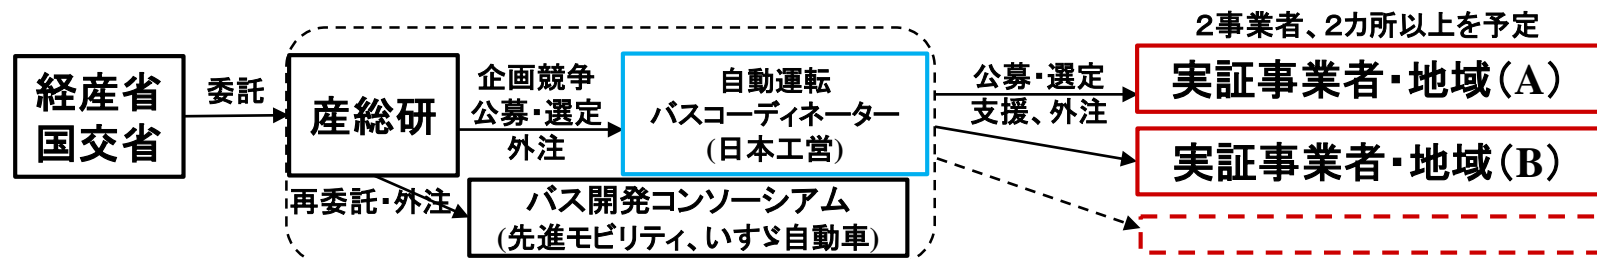 ２事業者、２カ所以上を予定
経産省
国交省
委託
産総研
企画競争
公募・選定
外注
自動運転
バスコーディネーター
(日本工営)
公募・選定
支援、外注
実証事業者・地域(A)
実証事業者・地域(B)
再委託・外注
バス開発コンソーシアム
(先進モビリティ、いすゞ自動車)